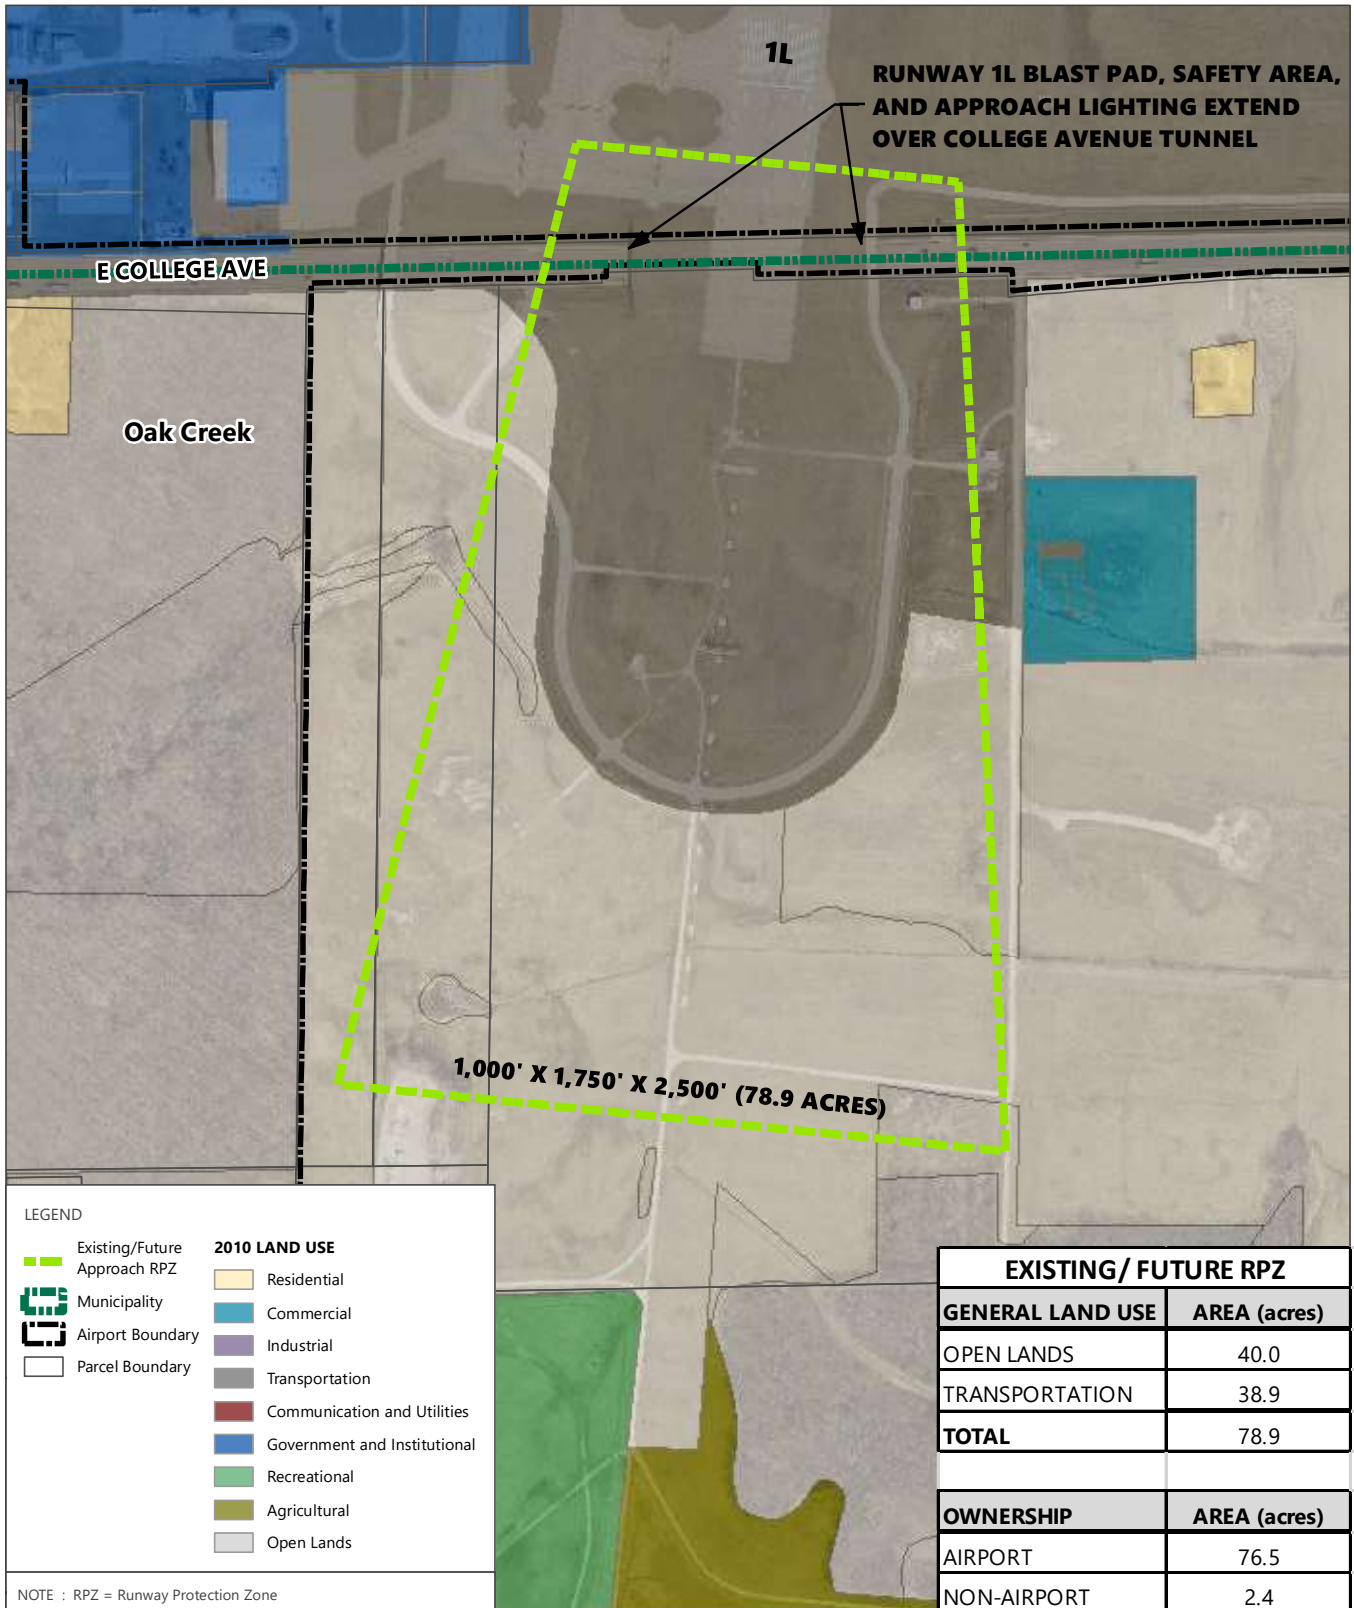 1L
RUNWAY 1L BLAST PAD, SAFETY AREA,
AND APPROACH LIGHTING EXTEND
OVER COLLEGE AVENUE TUNNEL
E COLLEGE AVE
Oak Creek
1,000' X 1,750' X 2,500' (78.9 ACRES)
LEGEND
Existing/Future
Approach RPZ
Municipality
Airport Boundary
Parcel Boundary
2010 LAND USE
Residential
Commercial
Industrial
Transportation
Communication and Utilities
Government and Institutional
Recreational
Agricultural
Open Lands
NOTE : RPZ = Runway Protection Zone
EXISTING/ FUTURE RPZ
GENERAL LAND USE AREA (acres)
OPEN LANDS 40.0
TRANSPORTATION 38.9
TOTAL 78.9
OWNERSHIP AREA (acres)
AIRPORT 76.5
NON-AIRPORT 2.4